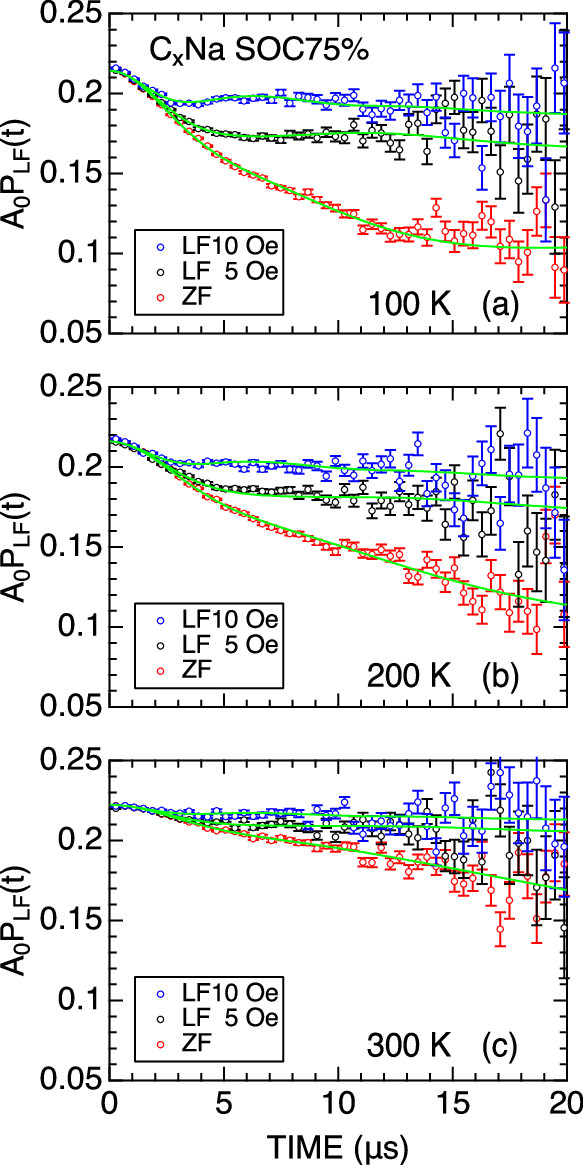 CₓNa SOC75%
A₀P_LF(t)
0.25
0.2
0.15
0.1
0.05
LF10 Oe
LF 5 Oe
ZF
100 K (a)
A₀P_LF(t)
0.25
0.2
0.15
0.1
0.05
LF10 Oe
LF 5 Oe
ZF
200 K (b)
A₀P_LF(t)
0.25
0.2
0.15
0.1
0.05
LF10 Oe
LF 5 Oe
ZF
300 K (c)
0 5 10 15 20
TIME (μs)